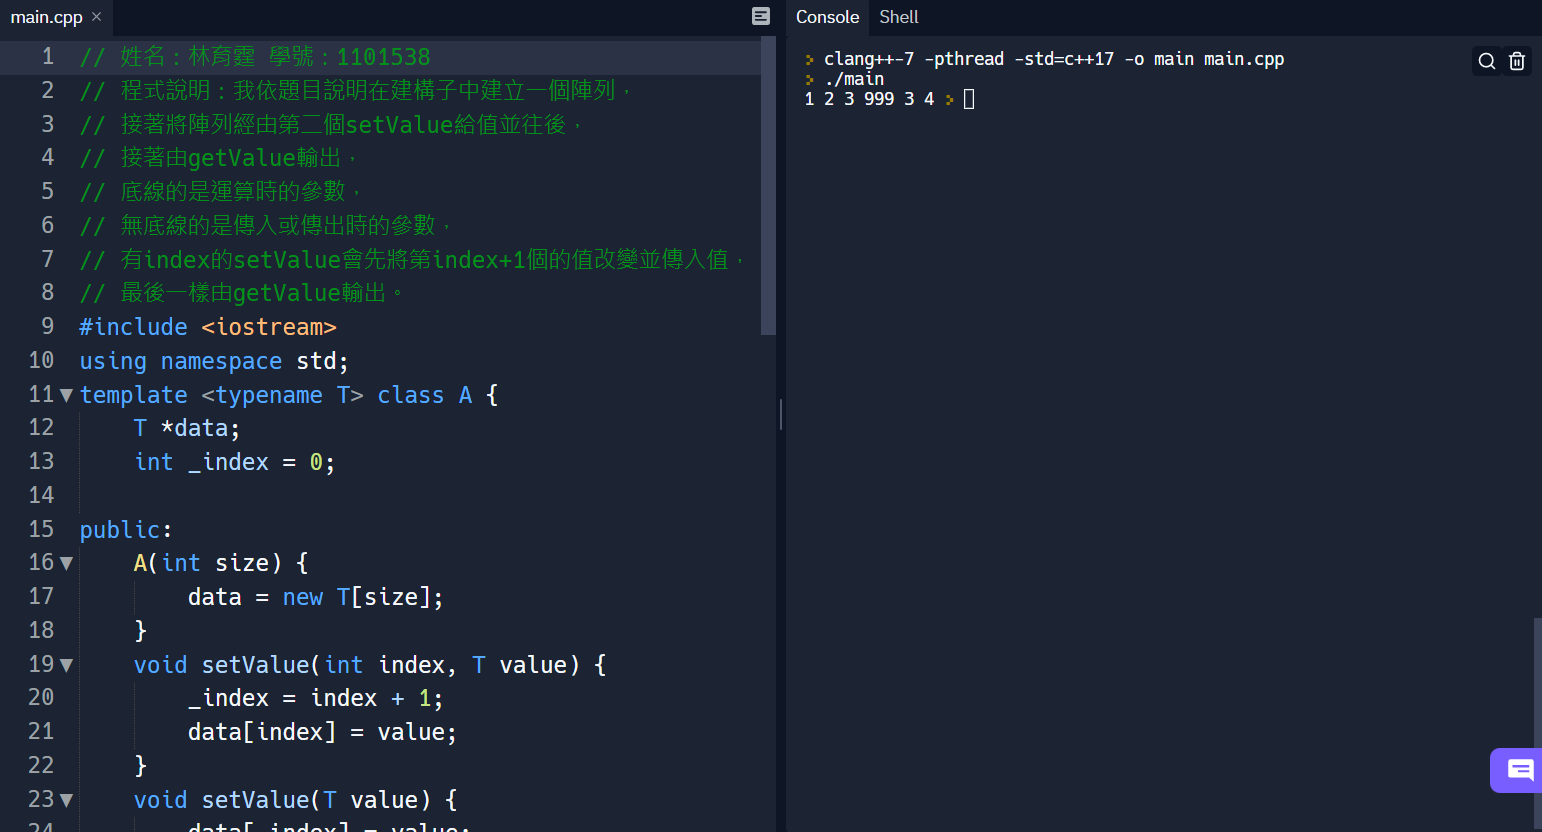 main.cpp ×
1 // 姓名：林育霆 學號：1101538
2 // 程式說明：我依題目說明在建構子中建立一個陣列，
3 // 接著將陣列經由第二個setValue給值並往後，
4 // 接著由getValue輸出，
5 // 底線的是運算時的參數，
6 // 無底線的是傳入或傳出時的參數，
7 // 有index的setValue會先將第index+1個的值改變並傳入值，
8 // 最後一樣由getValue輸出。
9 #include <iostream>
10 using namespace std;
11 template <typename T> class A {
12     T *data;
13     int _index = 0;
14
15 public:
16     A(int size) {
17         data = new T[size];
18     }
19     void setValue(int index, T value) {
20         _index = index + 1;
21         data[index] = value;
22     }
23     void setValue(T value) {
24         data[_index] = value;
Console Shell
clang++-7 -pthread -std=c++17 -o main main.cpp
./main
1 2 3 999 3 4